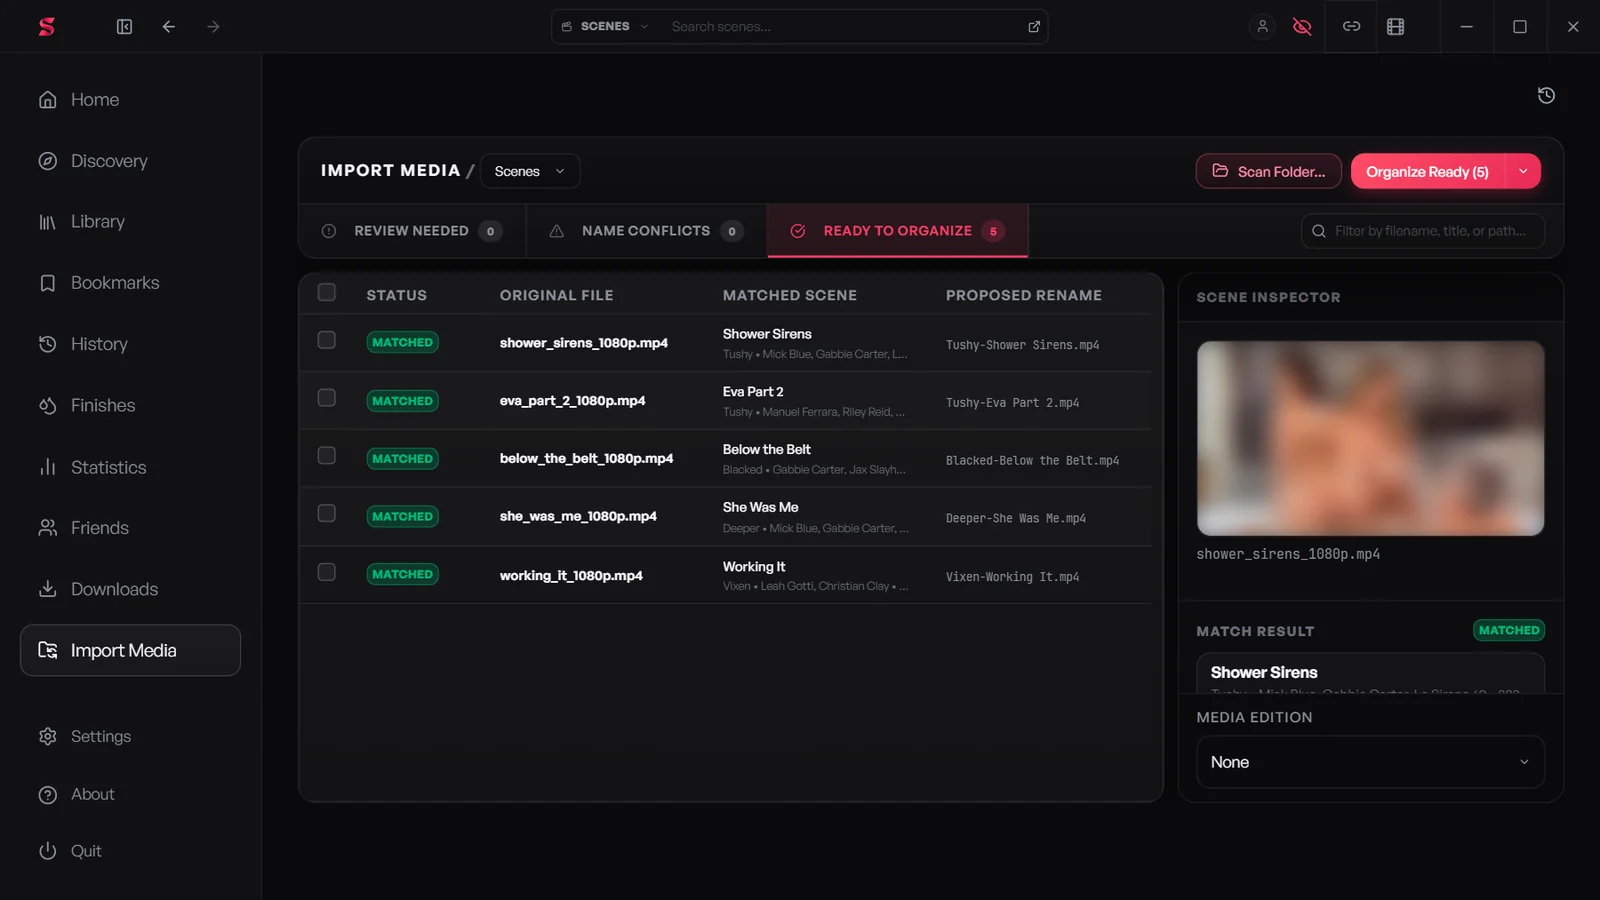 SCENES
Search scenes...
Home
Discovery
Library
Bookmarks
History
Finishes
Statistics
Friends
Downloads
Import Media
Settings
About
Quit
IMPORT MEDIA / Scenes
Scan Folder...
Organize Ready (5)
REVIEW NEEDED 0
NAME CONFLICTS 0
READY TO ORGANIZE 5
Filter by filename, title, or path...
STATUS ORIGINAL FILE MATCHED SCENE PROPOSED RENAME
MATCHED shower_sirens_1080p.mp4 Shower Sirens Tushy-Shower Sirens.mp4
Tushy • Mick Blue, Gabbie Carter, L...
MATCHED eva_part_2_1080p.mp4 Eva Part 2 Tushy-Eva Part 2.mp4
Tushy • Manuel Ferrara, Riley Reid, ...
MATCHED below_the_belt_1080p.mp4 Below the Belt Blacked-Below the Belt.mp4
Blacked • Gabbie Carter, Jax Slayh...
MATCHED she_was_me_1080p.mp4 She Was Me Deeper-She Was Me.mp4
Deeper • Mick Blue, Gabbie Carter, ...
MATCHED working_it_1080p.mp4 Working It Vixen-Working It.mp4
Vixen • Leah Gotti, Christian Clay • ...
SCENE INSPECTOR
shower_sirens_1080p.mp4
MATCH RESULT MATCHED
Shower Sirens
MEDIA EDITION
None